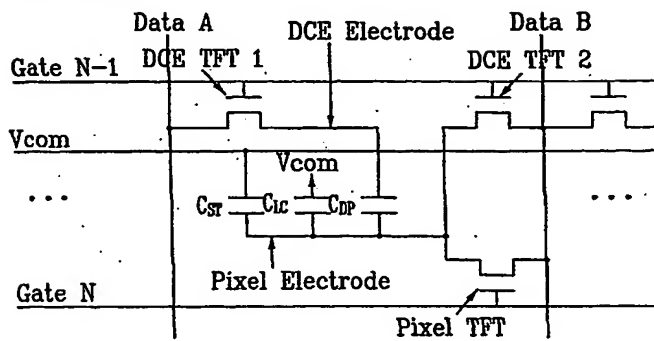 Data A
Data B
DCE Electrode
DCE TFT 1
DCE TFT 2
Gate N-1
Vcom
Vcom
...
...
CST
CLC
CDP
Pixel Electrode
Gate N
Pixel TFT